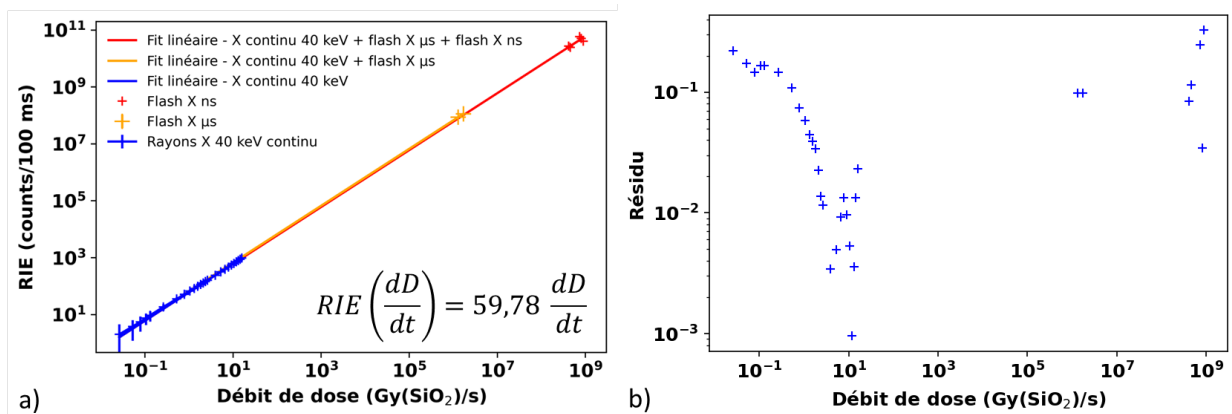 RIE (counts/100 ms)
10¹¹
10⁹
10⁷
10⁵
10³
10¹
Fit linéaire - X continu 40 keV + flash X µs + flash X ns
Fit linéaire - X continu 40 keV + flash X µs
Fit linéaire - X continu 40 keV
Flash X ns
Flash X µs
Rayons X 40 keV continu
RIE (dD/dt) = 59,78 dD/dt
10⁻¹ 10¹ 10³ 10⁵ 10⁷ 10⁹
Débit de dose (Gy(SiO₂)/s)
a)
Résidu
10⁻¹
10⁻²
10⁻³
10⁻¹ 10¹ 10³ 10⁵ 10⁷ 10⁹
Débit de dose (Gy(SiO₂)/s)
b)